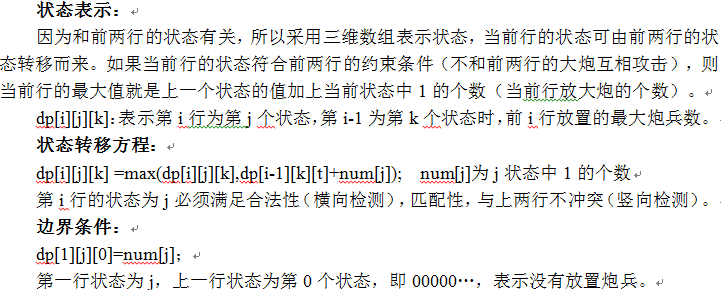 状态表示:
因为和前两行的状态有关，所以采用三维数组表示状态，当前行的状态可由前两行的状
态转移而来。如果当前行的状态符合前两行的约束条件（不和前两行的大炮互相攻击），则
当前行的最大值就是上一个状态的值加上当前状态中 1 的个数（当前行放大炮的个数）。
dp[i][j][k]：表示第 i 行为第 j 个状态，第 i-1 为第 k 个状态时，前 i 行放置的最大炮兵数。
状态转移方程：
dp[i][j][k] =max(dp[i][j][k],dp[i-1][k][t]+num[j]); num[j]为 j 状态中 1 的个数
第 i 行的状态为 j 必须满足合法性（横向检测），匹配性，与上两行不冲突（竖向检测）。
边界条件：
dp[1][j][0]=num[j]；
第一行状态为 j，上一行状态为第 0 个状态，即 00000…，表示没有放置炮兵。